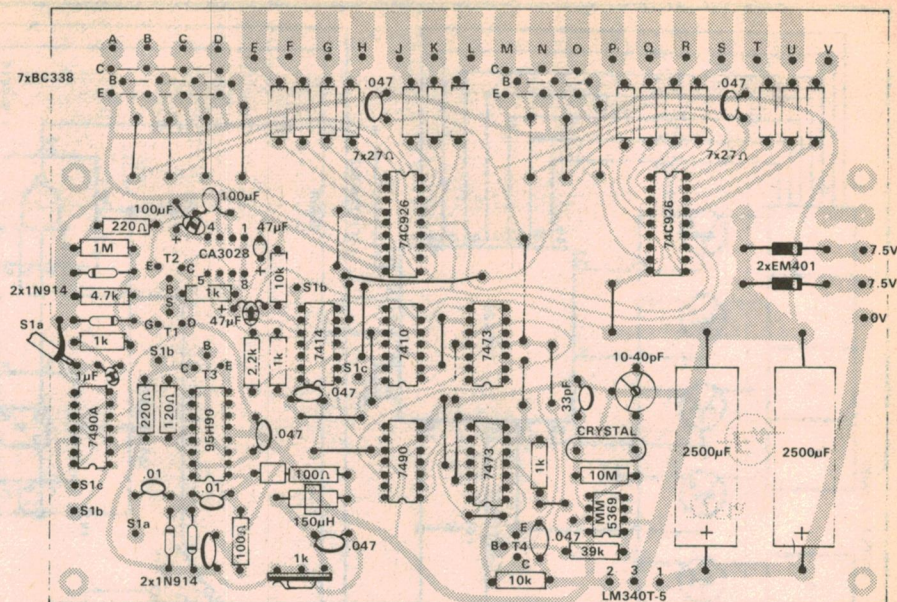 A B C D E F G H J K L M N O P Q R S T U V
7xBC338
C
B
E
C
B
E
.047
.047
7x27Ω
7x27Ω
100μF
100μF
220Ω
4 1
47μF
74C926
74C926
1M
CA3028
T2
E C
10k
7.5V
2xEM401
2x1N914
B
5 8
S1b
4.7k
1k
7.5V
S
47μF
0V
S1a
G D
T1
1k
2.2k
1k
7414
7410
7473
S1b
B
C E
T3
S1c
10-40pF
1μF
33pF
.047
7490A
220Ω
120Ω
95H90
.047
7490
7473
CRYSTAL
2500μF
2500μF
1k
100Ω
10M
S1c
.01
.01
S1b
150μH
MM
5369
S1a
.047
E
.047
B T4
39k
C
100Ω
1k
2x1N914
10k
2 3 1
LM340T-5
+
+